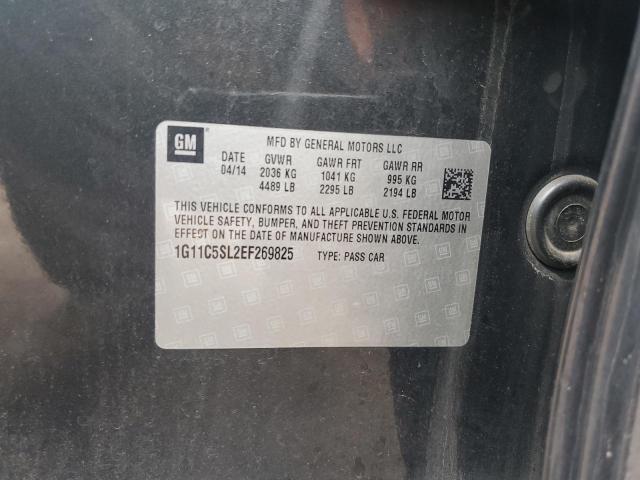 GM ® MFD BY GENERAL MOTORS LLC
DATE GVWR GAWR FRT GAWR RR
04/14 2036 KG 1041 KG 995 KG
4489 LB 2295 LB 2194 LB
THIS VEHICLE CONFORMS TO ALL APPLICABLE U.S. FEDERAL MOTOR
VEHICLE SAFETY, BUMPER, AND THEFT PREVENTION STANDARDS IN
EFFECT ON THE DATE OF MANUFACTURE SHOWN ABOVE.
1G11C5SL2EF269825 TYPE: PASS CAR